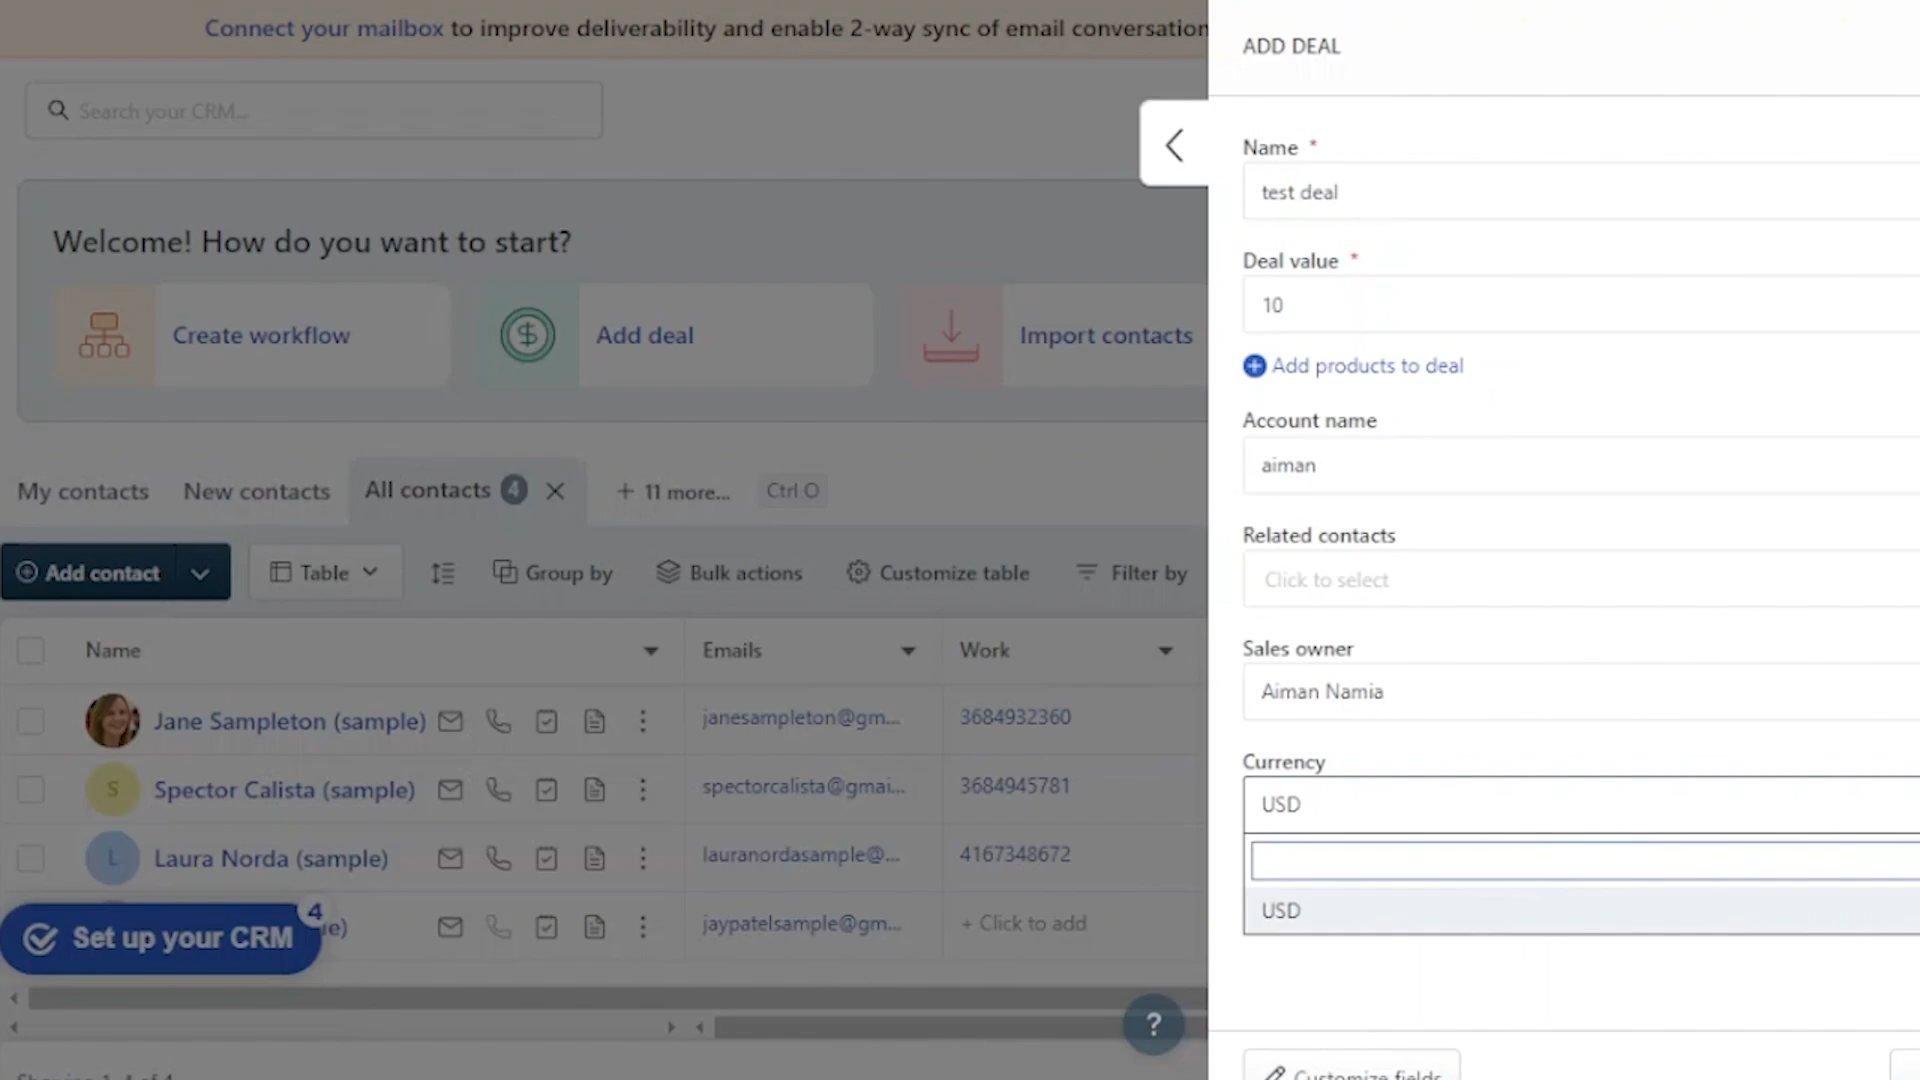 Connect your mailbox to improve deliverability and enable 2-way sync of email conversation
Search your CRM...
Welcome! How do you want to start?
Create workflow
Add deal
Import contacts
My contacts
New contacts
All contacts 4
+ 11 more...
Ctrl O
Add contact
Table
Group by
Bulk actions
Customize table
Filter by
Name
Emails
Work
Jane Sampleton (sample)
janesampleton@gm...
3684932360
S
Spector Calista (sample)
spectorcalista@gmai...
3684945781
L
Laura Norda (sample)
lauranordasample@...
4167348672
jaypatelsample@gm...
+ Click to add
Set up your CRM
4
?
ADD DEAL
Name *
test deal
Deal value *
10
Add products to deal
Account name
aiman
Related contacts
Click to select
Sales owner
Aiman Namia
Currency
USD
USD
Customize fields